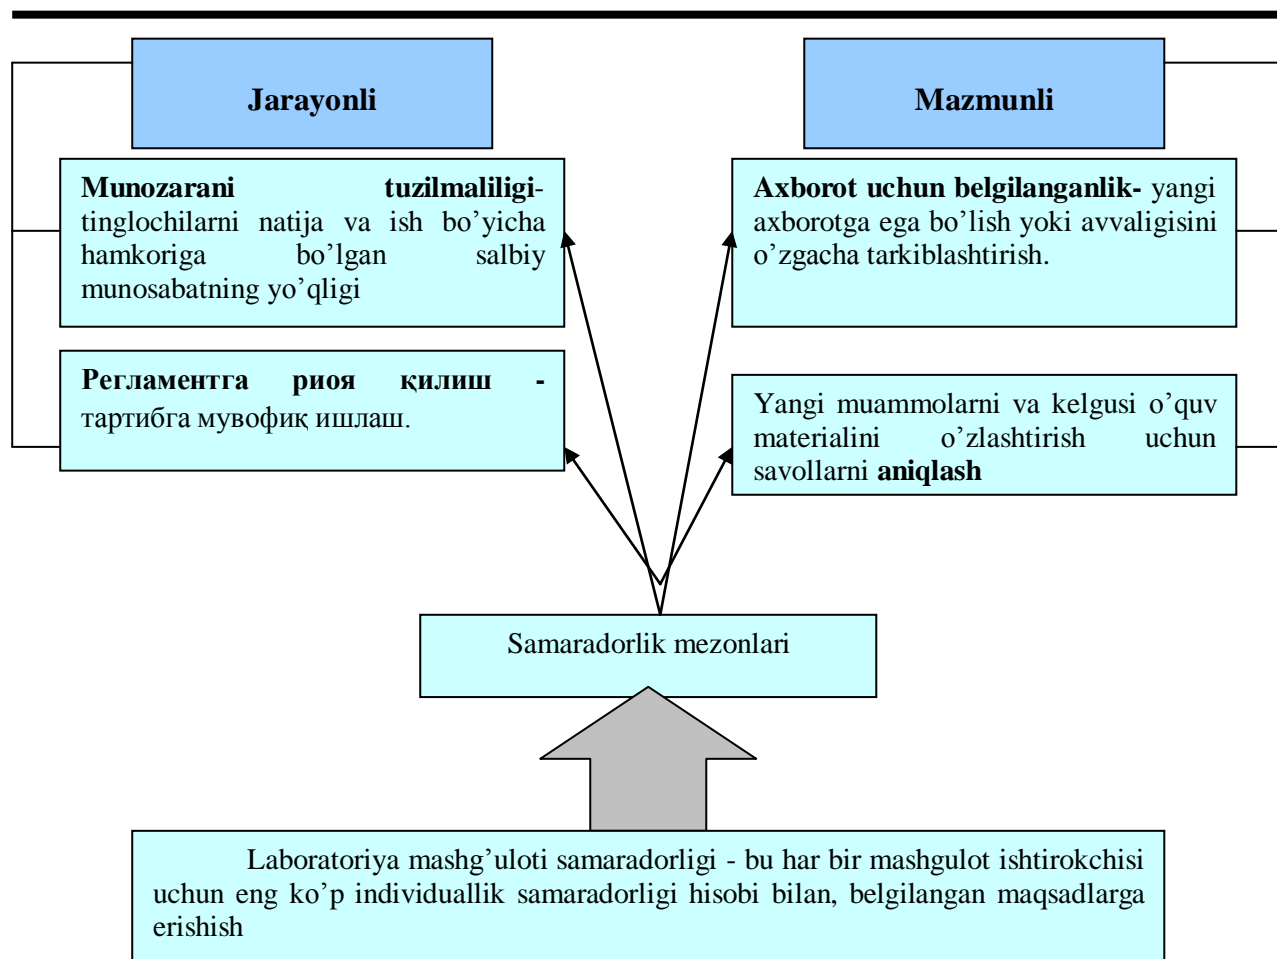 Jarayonli
Munozarani tuzilmaliligi-
tinglochilarni natija va ish bo’yicha
hamkoriga bo’lgan salbiy
munosabatning yo’qligi
Регламентга риоя қилиш -
тартибга мувофиқ ишлаш.
Mazmunli
Axborot uchun belgilanganlik- yangi
axborotga ega bo’lish yoki avvaligisini
o’zgacha tarkiblashtirish.
Yangi muammolarni va kelgusi o’quv
materialini o’zlashtirish uchun
savollarni aniqlash
Samaradorlik mezonlari
Laboratoriya mashg’uloti samaradorligi - bu har bir mashgulot ishtirokchisi
uchun eng ko’p individuallik samaradorligi hisobi bilan, belgilangan maqsadlarga
erishish